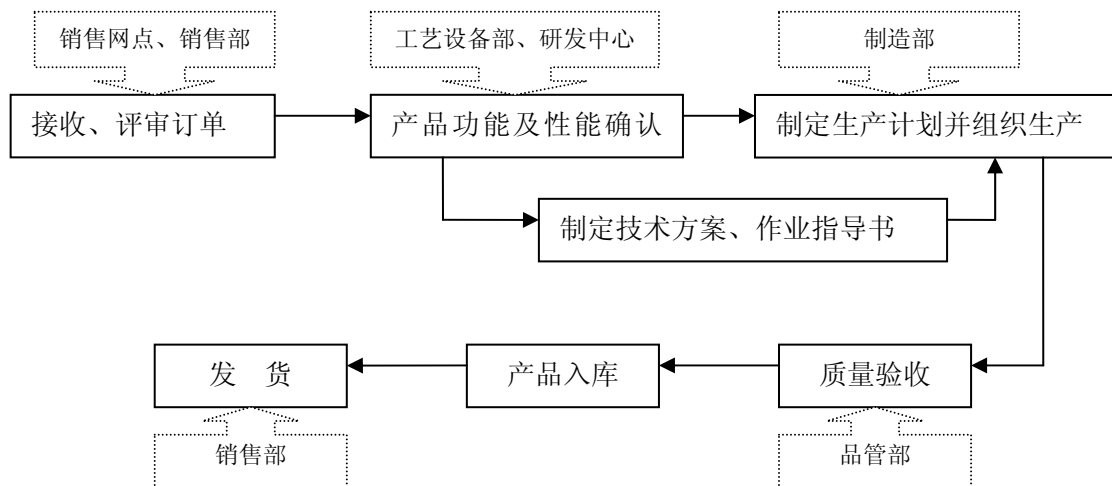 销售网点、销售部
工艺设备部、研发中心
制造部
接收、评审订单
产品功能及性能确认
制定生产计划并组织生产
制定技术方案、作业指导书
发 货
产品入库
质量验收
销售部
品管部